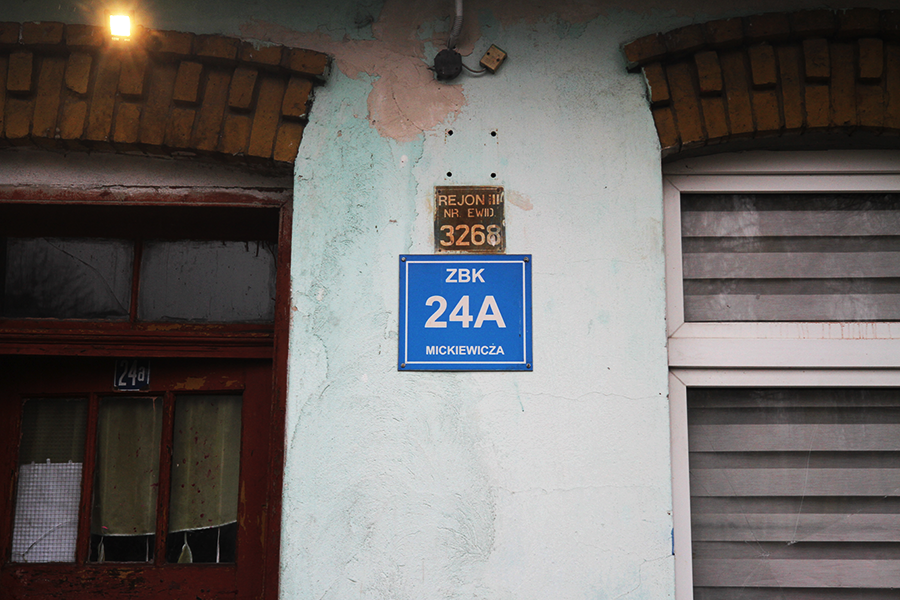 REJON III
NR. EWID.
3268
ZBK
24A
MICKIEWICZA
24a